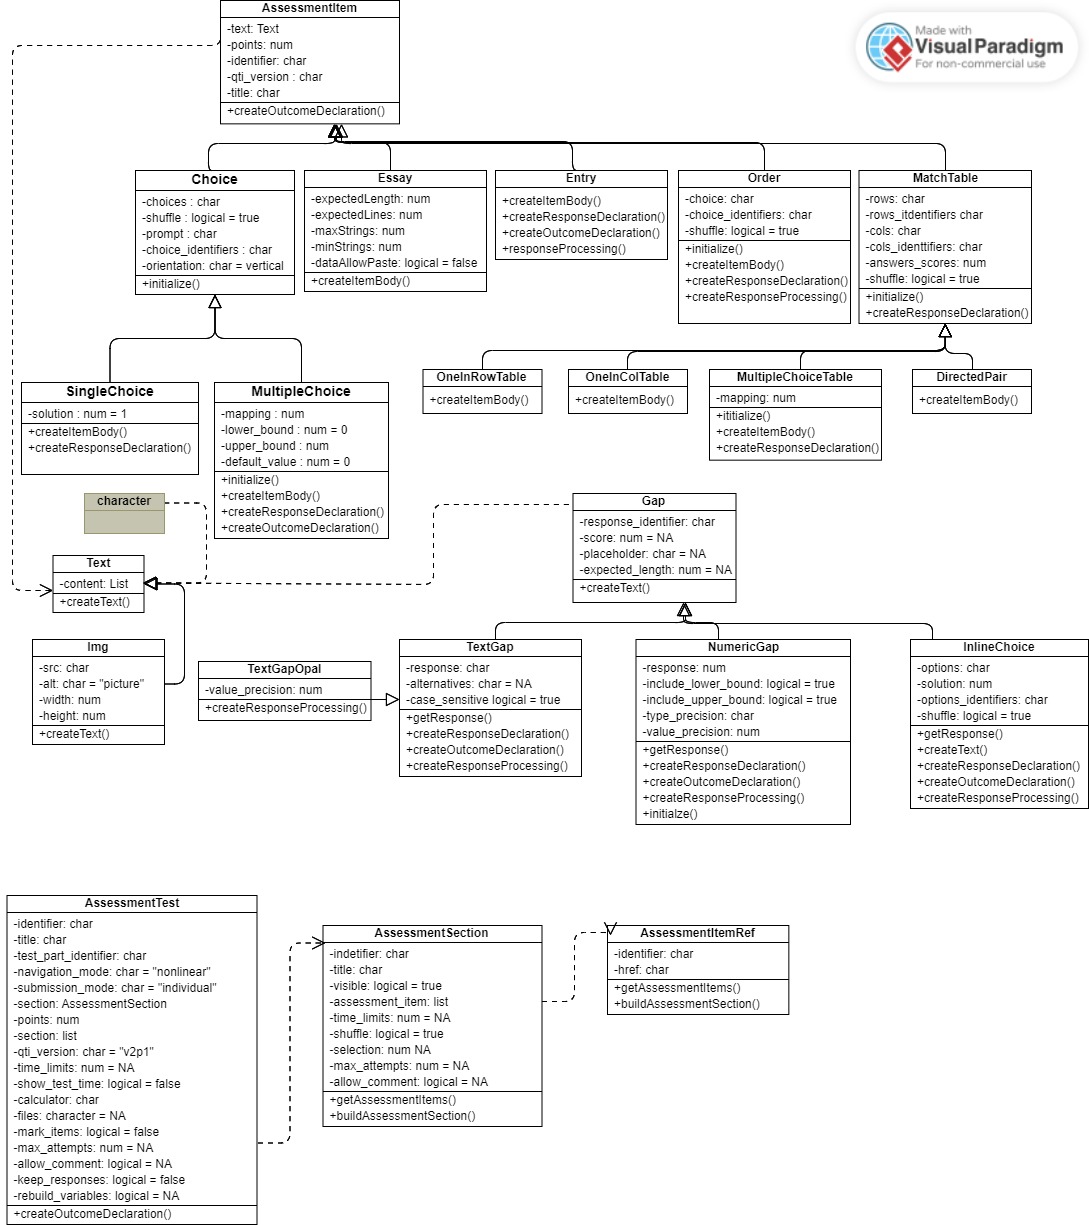 AssessmentItem
-text: Text
-points: num
-identifier: char
-qti_version : char
-title: char
+createOutcomeDeclaration()
Made with
Visual Paradigm
For non-commercial use
Choice
-choices : char
-shuffle : logical = true
-prompt : char
-choice_identifiers : char
-orientation: char = vertical
+initialize()
Essay
-expectedLength: num
-expectedLines: num
-maxStrings: num
-minStrings: num
-dataAllowPaste: logical = false
+createItemBody()
Entry
+createItemBody()
+createResponseDeclaration()
+createOutcomeDeclaration()
+responseProcessing()
Order
-choice: char
-choice_identifiers: char
-shuffle: logical = true
+initialize()
+createItemBody()
+createResponseDeclaration()
+createResponseProcessing()
MatchTable
-rows: char
-rows_itdentifiers char
-cols: char
-cols_identtifiers: char
-answers_scores: num
-shuffle: logical = true
+initialize()
+createResponseDeclaration()
SingleChoice
-solution : num = 1
+createItemBody()
+createResponseDeclaration()
MultipleChoice
-mapping : num
-lower_bound : num = 0
-upper_bound : num
-default_value : num = 0
+initialize()
+createItemBody()
+createResponseDeclaration()
+createOutcomeDeclaration()
OneInRowTable
+createItemBody()
OneInColTable
+createItemBody()
MultipleChoiceTable
-mapping: num
+ititialize()
+createItemBody()
+createResponseDeclaration()
DirectedPair
+createItemBody()
character
Text
-content: List
+createText()
Gap
-response_identifier: char
-score: num = NA
-placeholder: char = NA
-expected_length: num = NA
+createText()
Img
-src: char
-alt: char = "picture"
-width: num
-height: num
+createText()
TextGapOpal
-value_precision: num
+createResponseProcessing()
TextGap
-response: char
-alternatives: char = NA
-case_sensitive logical = true
+getResponse()
+createResponseDeclaration()
+createOutcomeDeclaration()
+createResponseProcessing()
NumericGap
-response: num
-include_lower_bound: logical = true
-include_upper_bound: logical = true
-type_precision: char
-value_precision: num
+getResponse()
+createResponseDeclaration()
+createOutcomeDeclaration()
+createResponseProcessing()
+initialze()
InlineChoice
-options: char
-solution: num
-options_identifiers: char
-shuffle: logical = true
+getResponse()
+createText()
+createResponseDeclaration()
+createOutcomeDeclaration()
+createResponseProcessing()
AssessmentTest
-identifier: char
-title: char
-test_part_identifier: char
-navigation_mode: char = "nonlinear"
-submission_mode: char = "individual"
-section: AssessmentSection
-points: num
-section: list
-qti_version: char = "v2p1"
-time_limits: num = NA
-show_test_time: logical = false
-calculator: char
-files: character = NA
-mark_items: logical = false
-max_attempts: num = NA
-allow_comment: logical = NA
-keep_responses: logical = false
-rebuild_variables: logical = NA
+createOutcomeDeclaration()
AssessmentSection
-indetifier: char
-title: char
-visible: logical = true
-assessment_item: list
-time_limits: num = NA
-shuffle: logical = true
-selection: num NA
-max_attempts: num = NA
-allow_comment: logical = NA
+getAssessmentItems()
+buildAssessmentSection()
AssessmentItemRef
-identifier: char
-href: char
+getAssessmentItems()
+buildAssessmentSection()